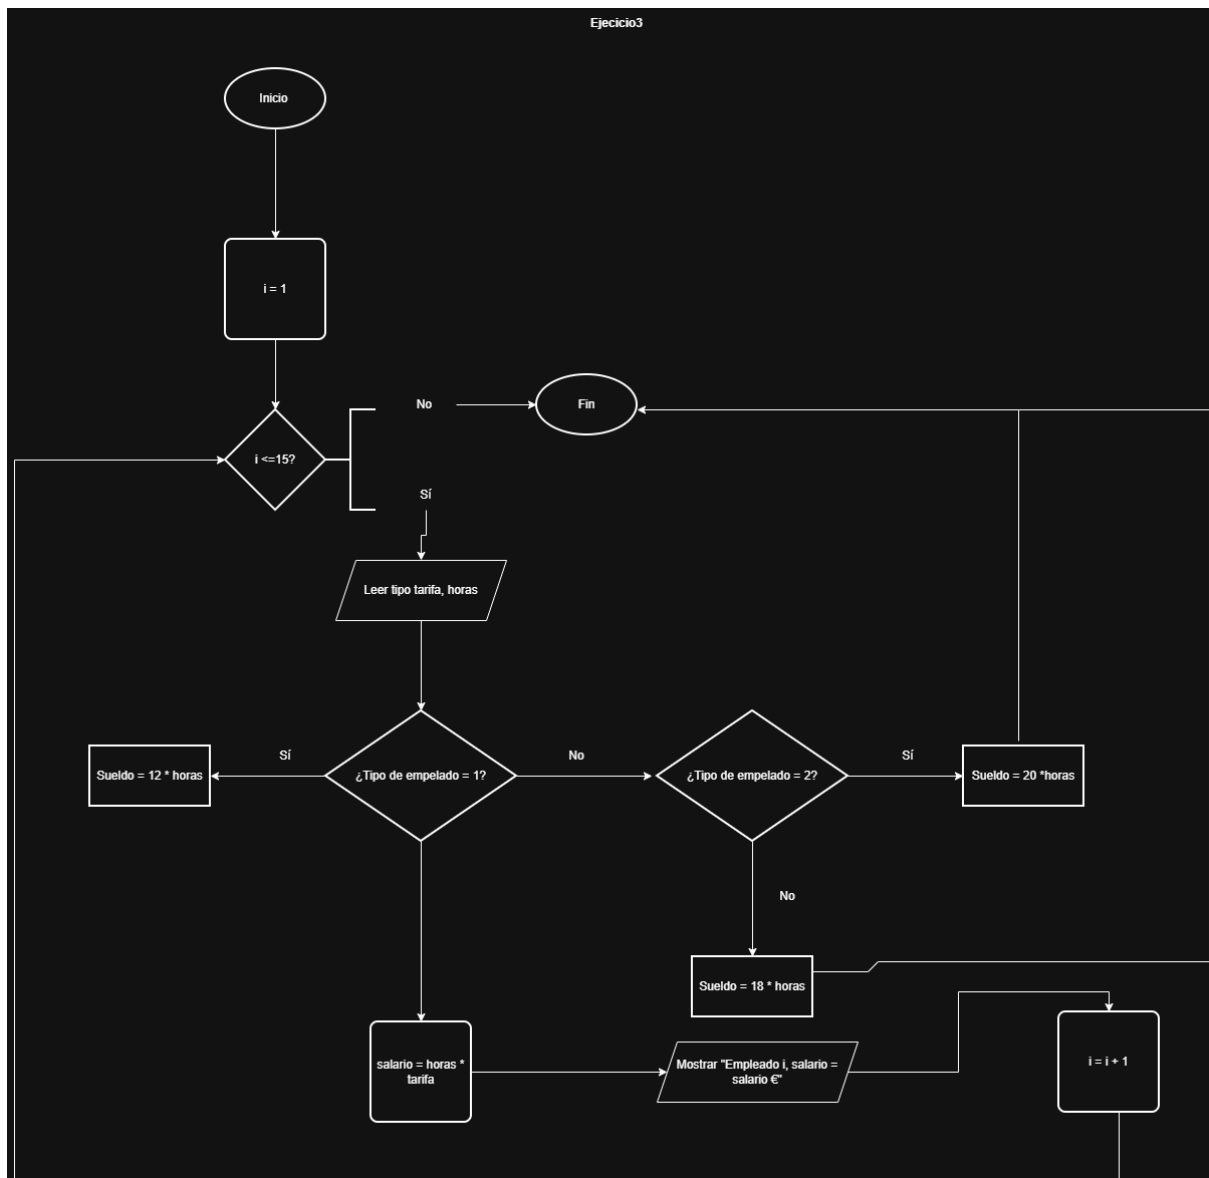 Ejecicio3
Inicio
i = 1
No
Fin
i <=15?
Sí
Leer tipo tarifa, horas
Sueldo = 12 * horas
Sí
¿Tipo de empelado = 1?
No
¿Tipo de empelado = 2?
Sí
Sueldo = 20 *horas
No
Sueldo = 18 * horas
salario = horas *
tarifa
Mostrar "Empleado i, salario =
salario €"
i = i + 1